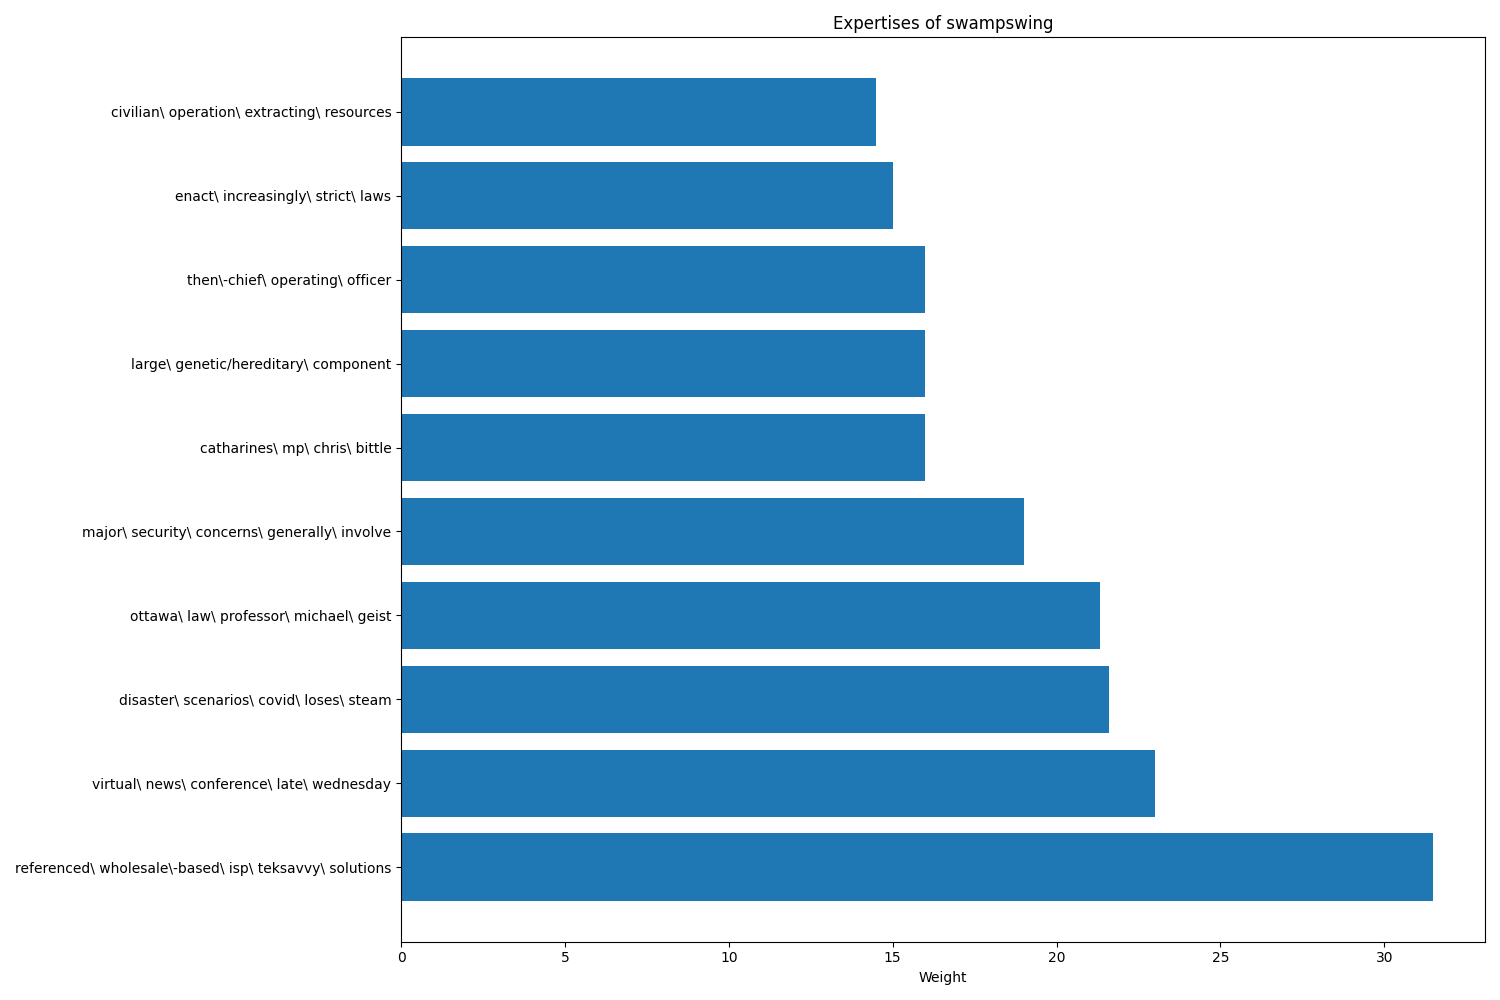 Expertises of swampswing
civilian\ operation\ extracting\ resources
enact\ increasingly\ strict\ laws
then\-chief\ operating\ officer
large\ genetic/hereditary\ component
catharines\ mp\ chris\ bittle
major\ security\ concerns\ generally\ involve
ottawa\ law\ professor\ michael\ geist
disaster\ scenarios\ covid\ loses\ steam
virtual\ news\ conference\ late\ wednesday
referenced\ wholesale\-based\ isp\ teksavvy\ solutions
0 5 10 15 20 25 30
Weight